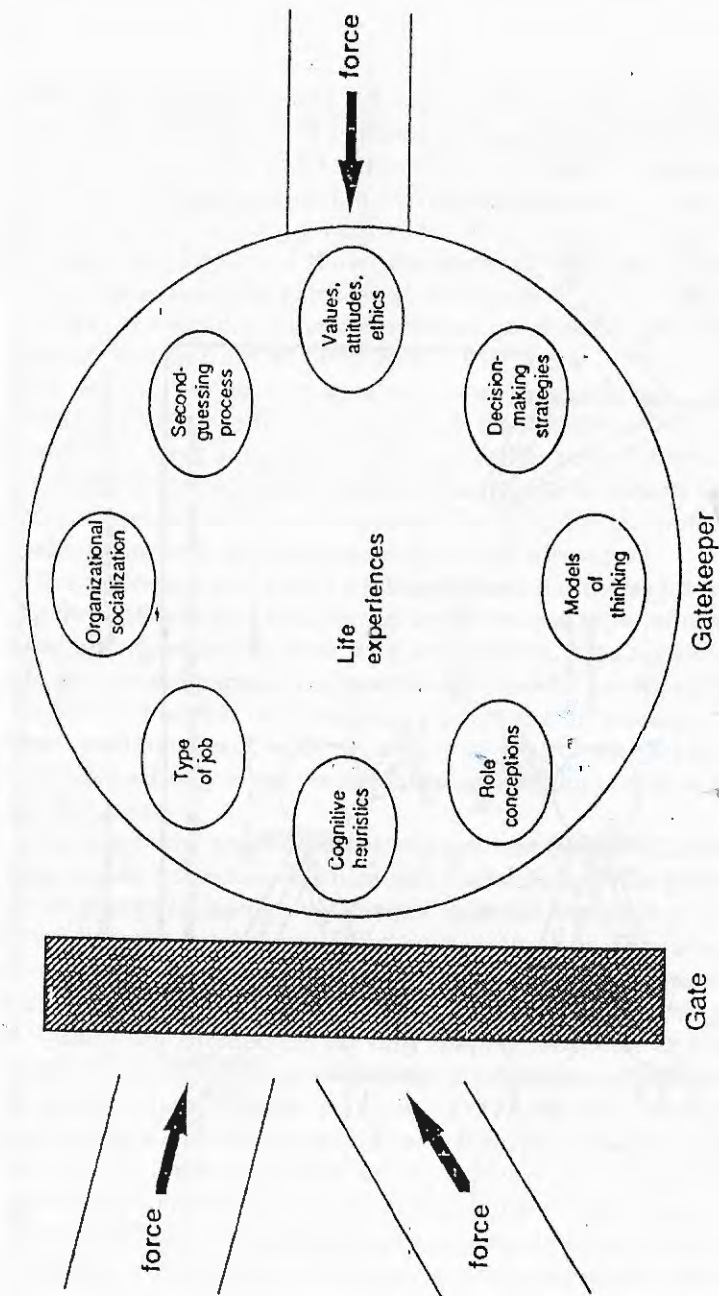 force
force
Gate
Cognitive
heuristics
Type
of job
Role
conceptions
Organizational
socialization
Life
experiences
Models
of
thinking
Second-
guessing
process
Decision-
making
strategies
Values,
attitudes,
ethics
Gatekeeper
force